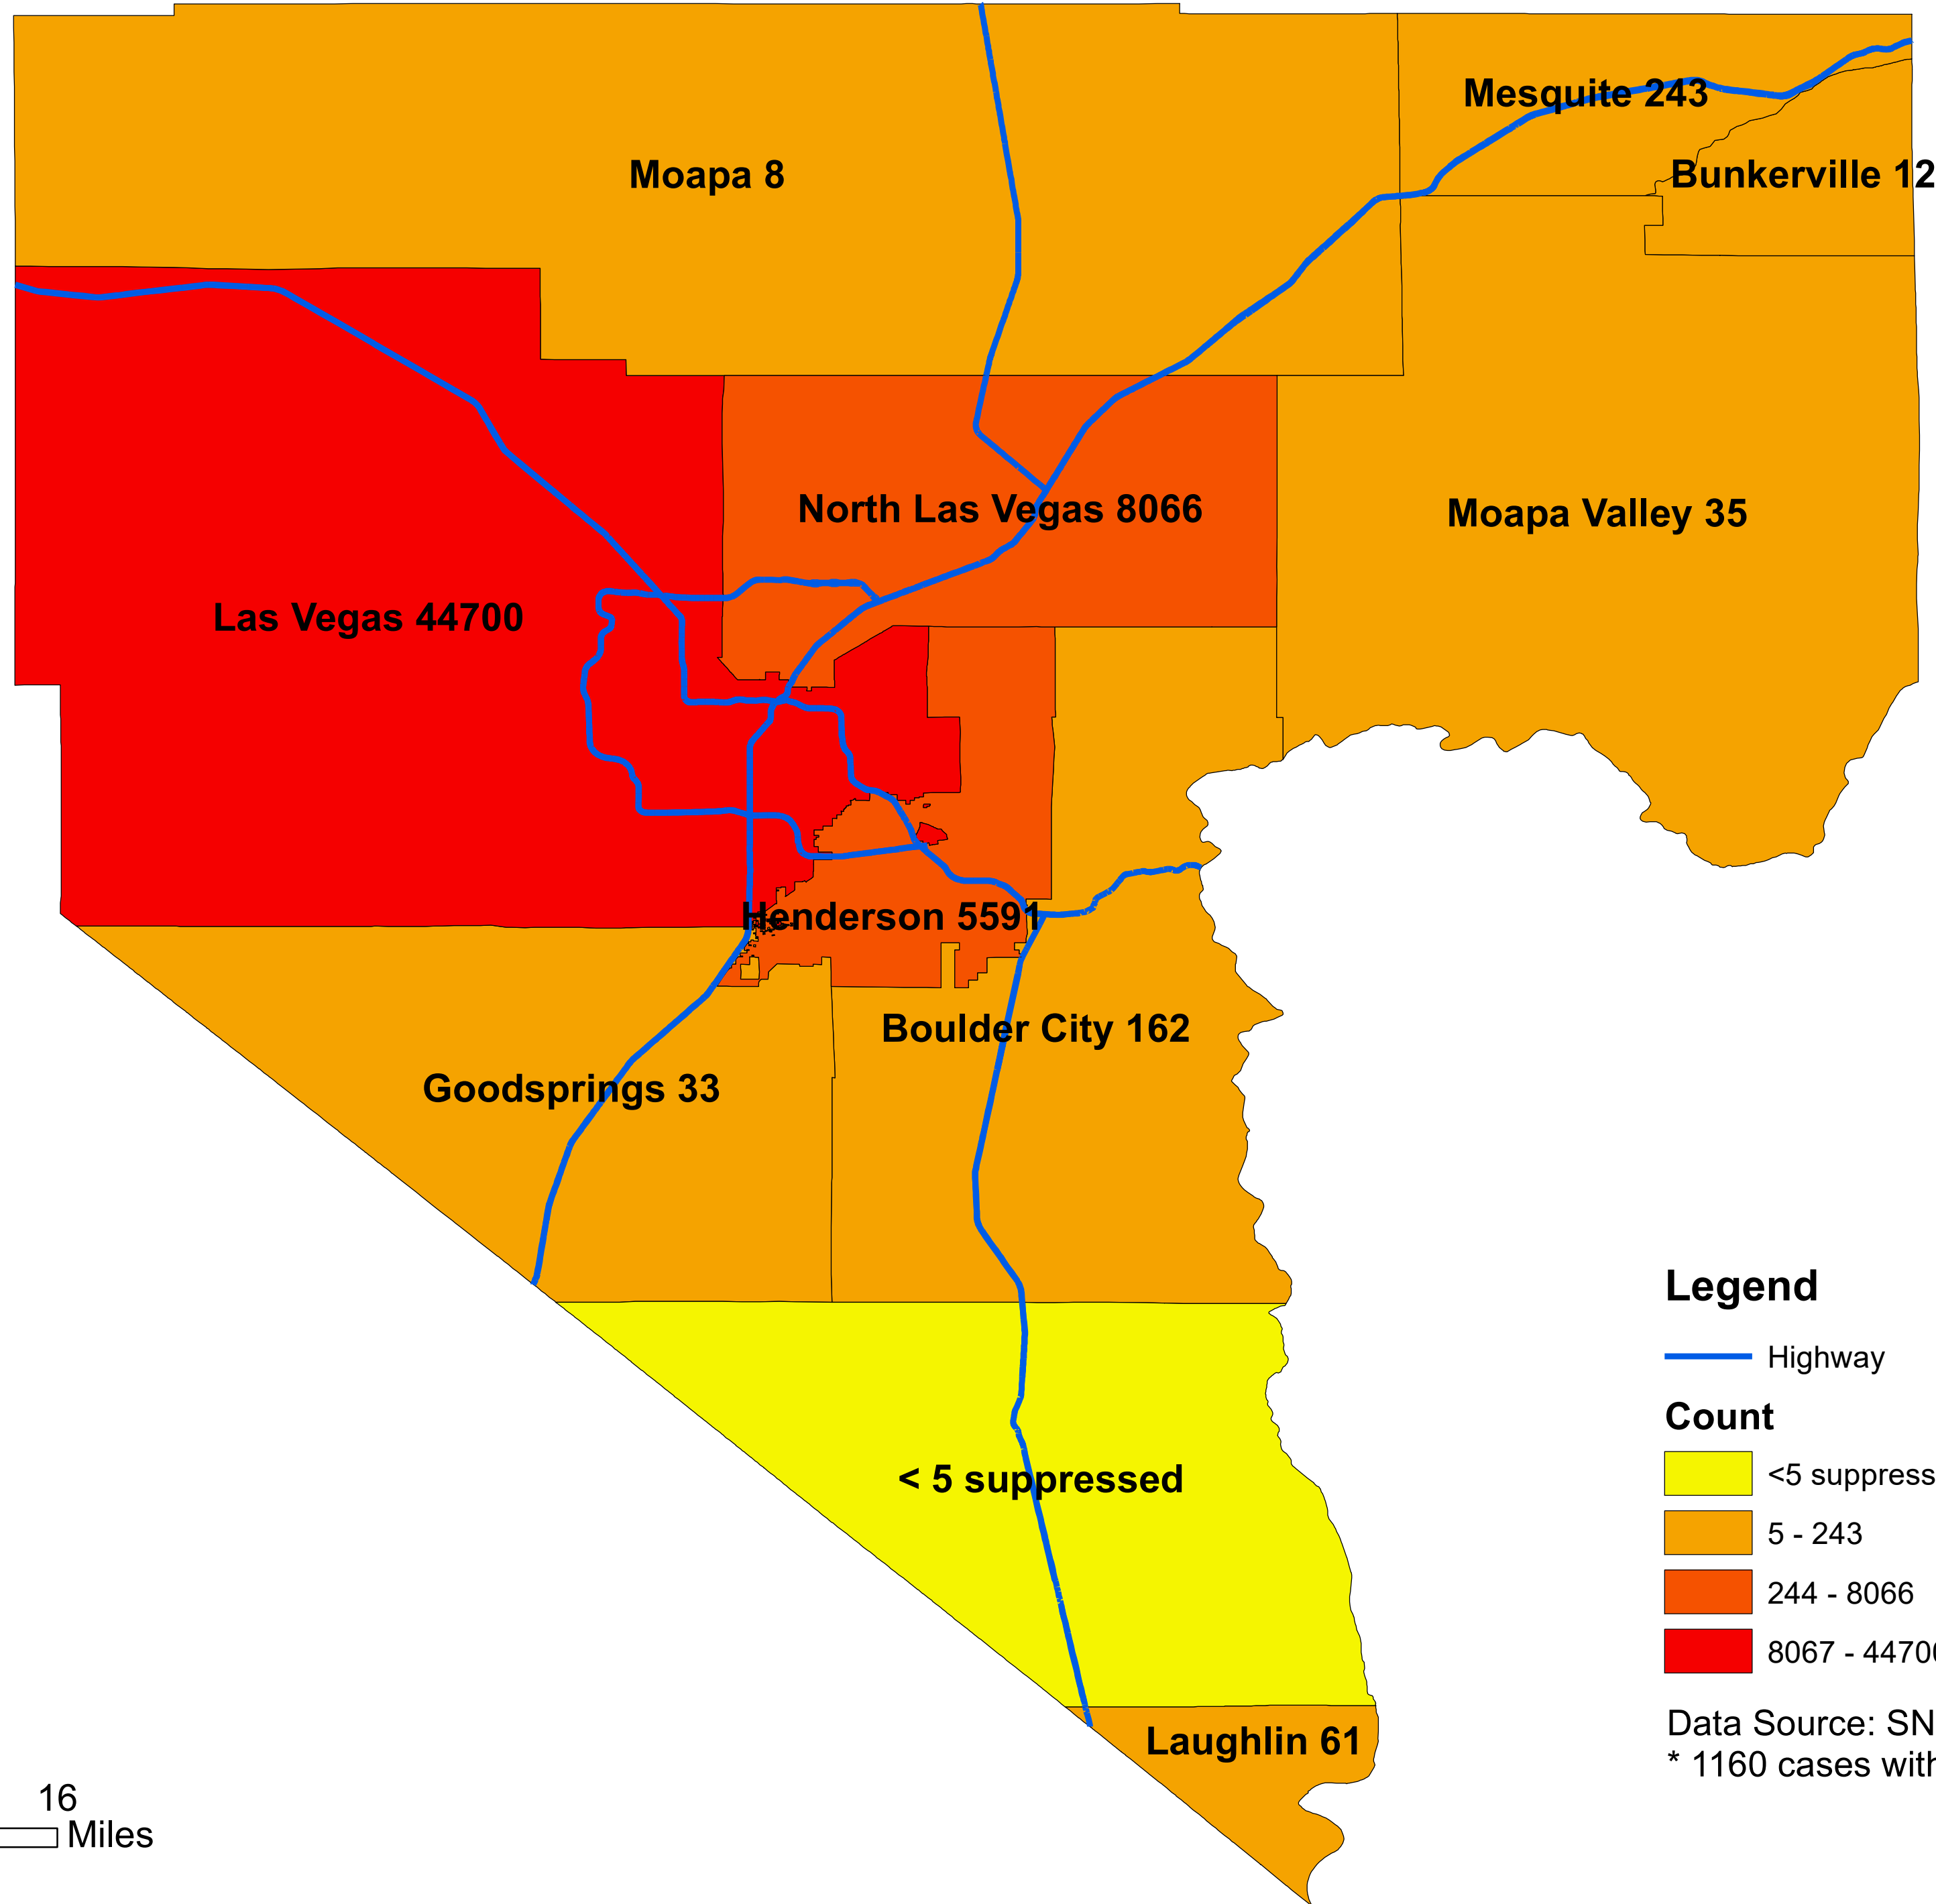 Mesquite 243
Moapa 8
Bunkerville 12
North Las Vegas 8066
Moapa Valley 35
Las Vegas 44700
Henderson 5591
Boulder City 162
Goodsprings 33
< 5 suppressed
Laughlin 61
Legend
Highway
Count
<5 suppress
5 - 243
244 - 8066
8067 - 44700
Data Source: SN
* 1160 cases with
16
Miles